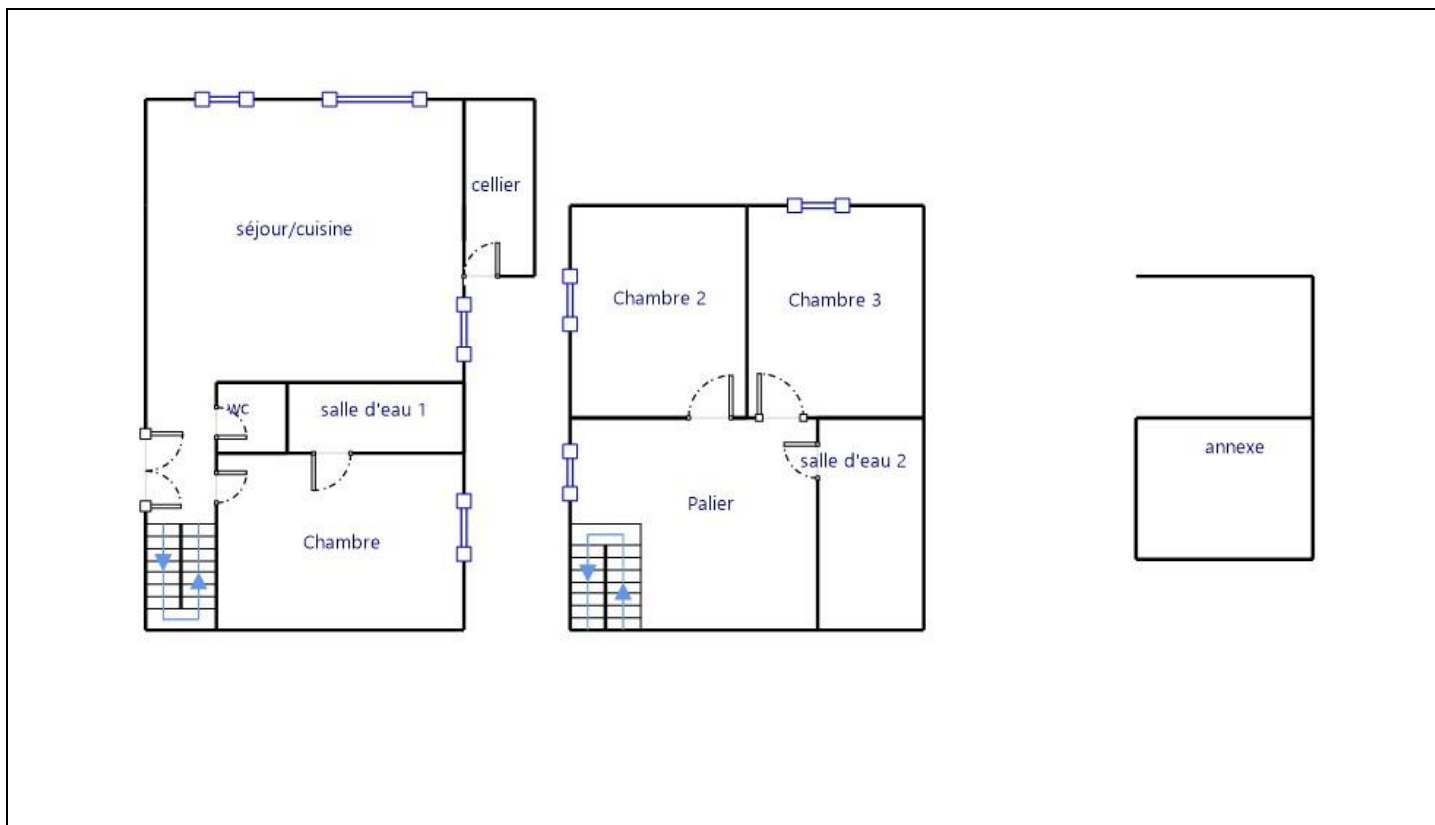 cellier
séjour/cuisine
wc
salle d'eau 1
Chambre
Chambre 2
Chambre 3
salle d'eau 2
Palier
annexe